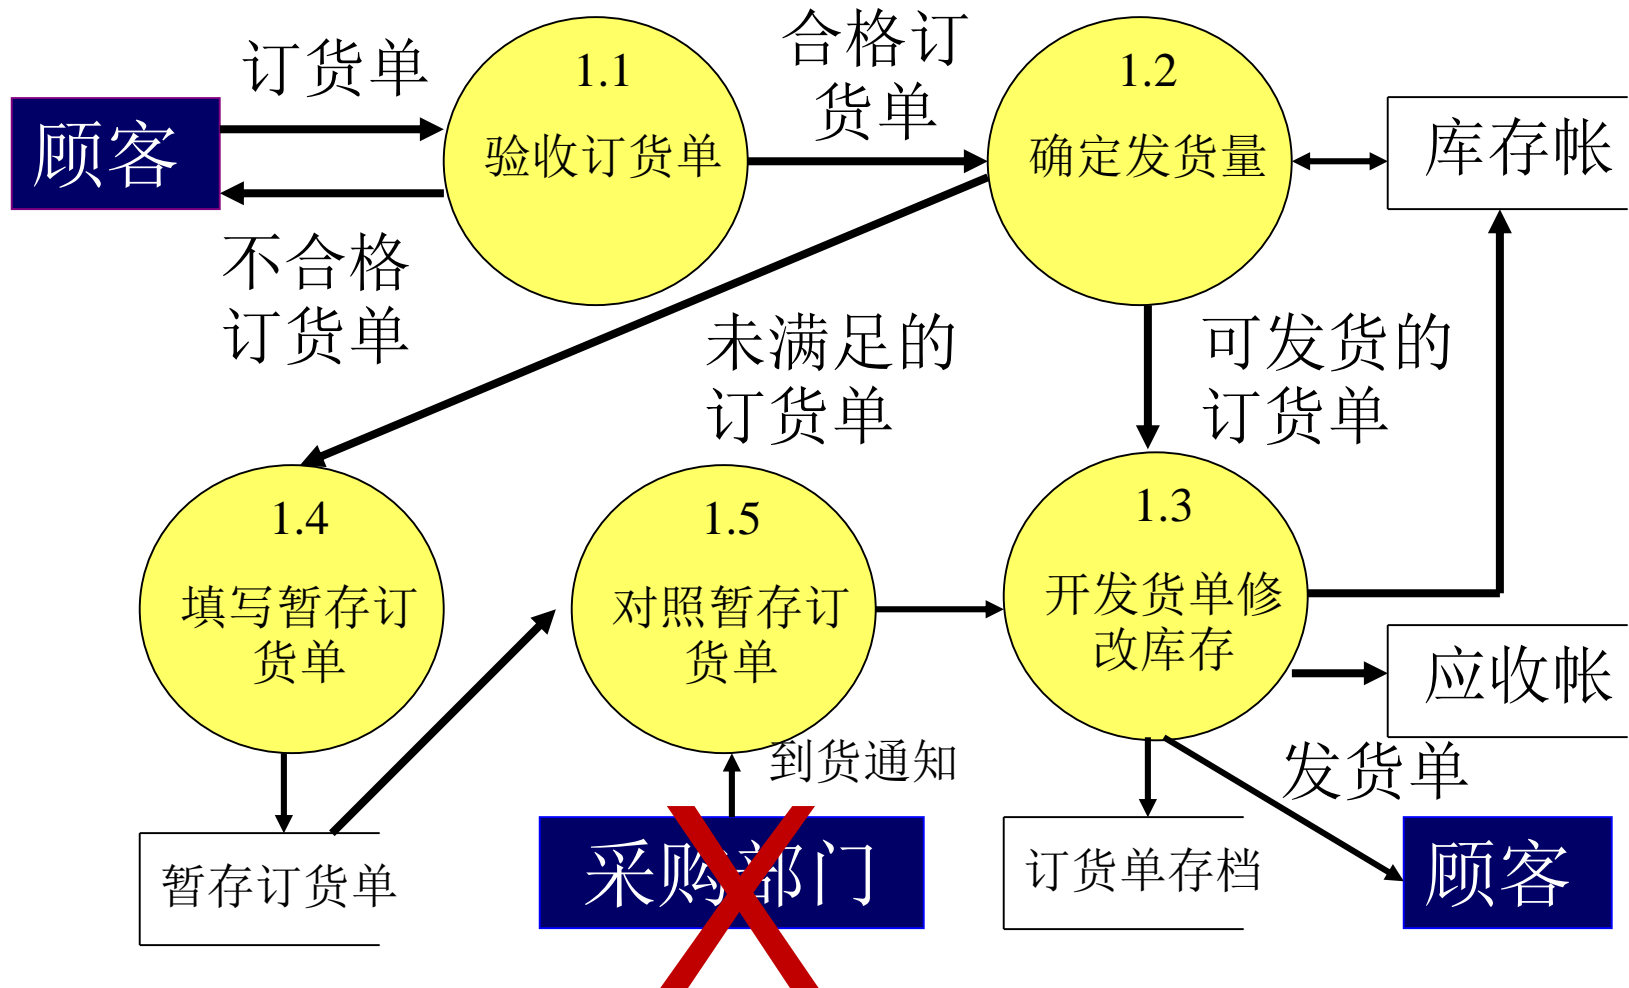 订货单
顾客
不合格
订货单
1.1
验收订货单
合格订
货单
1.2
确定发货量
库存帐
未满足的
订货单
可发货的
订货单
1.4
填写暂存订
货单
1.5
对照暂存订
货单
1.3
开发货单修
改库存
应收帐
到货通知
发货单
暂存订货单
采购部门
订货单存档
顾客